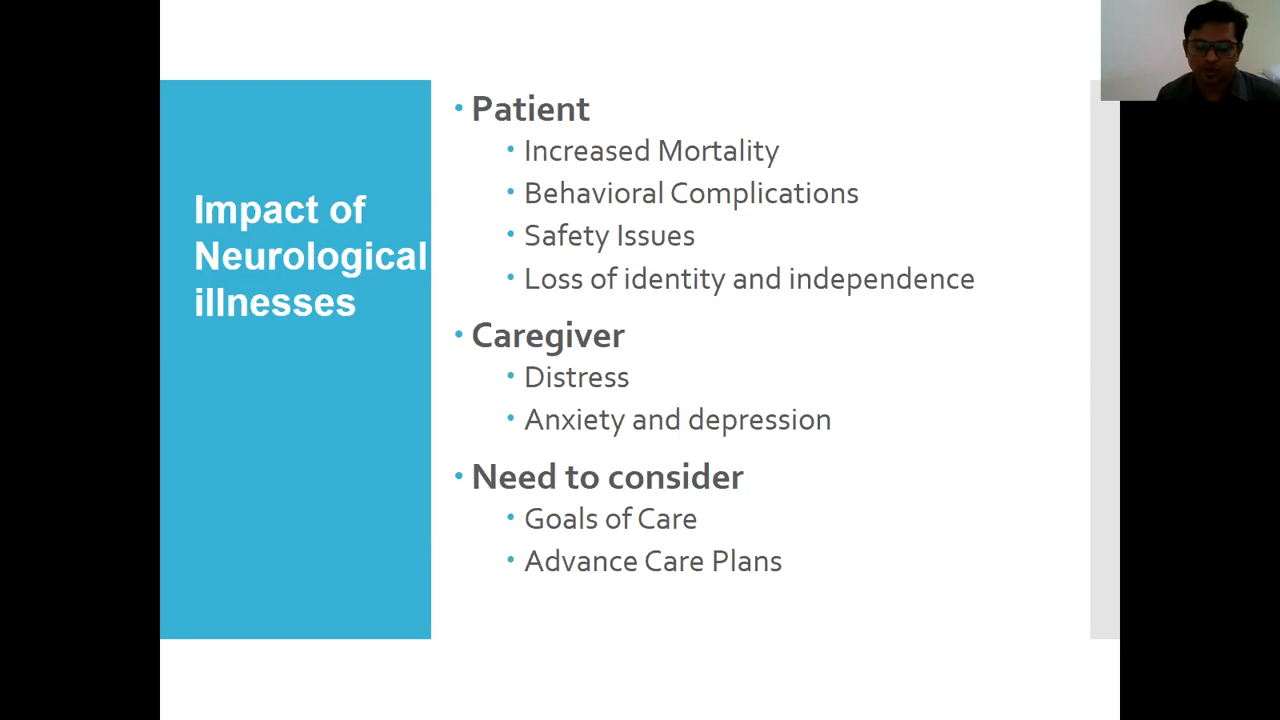 Impact of
Neurological
illnesses
• Patient
• Increased Mortality
• Behavioral Complications
• Safety Issues
• Loss of identity and independence
• Caregiver
• Distress
• Anxiety and depression
• Need to consider
• Goals of Care
• Advance Care Plans